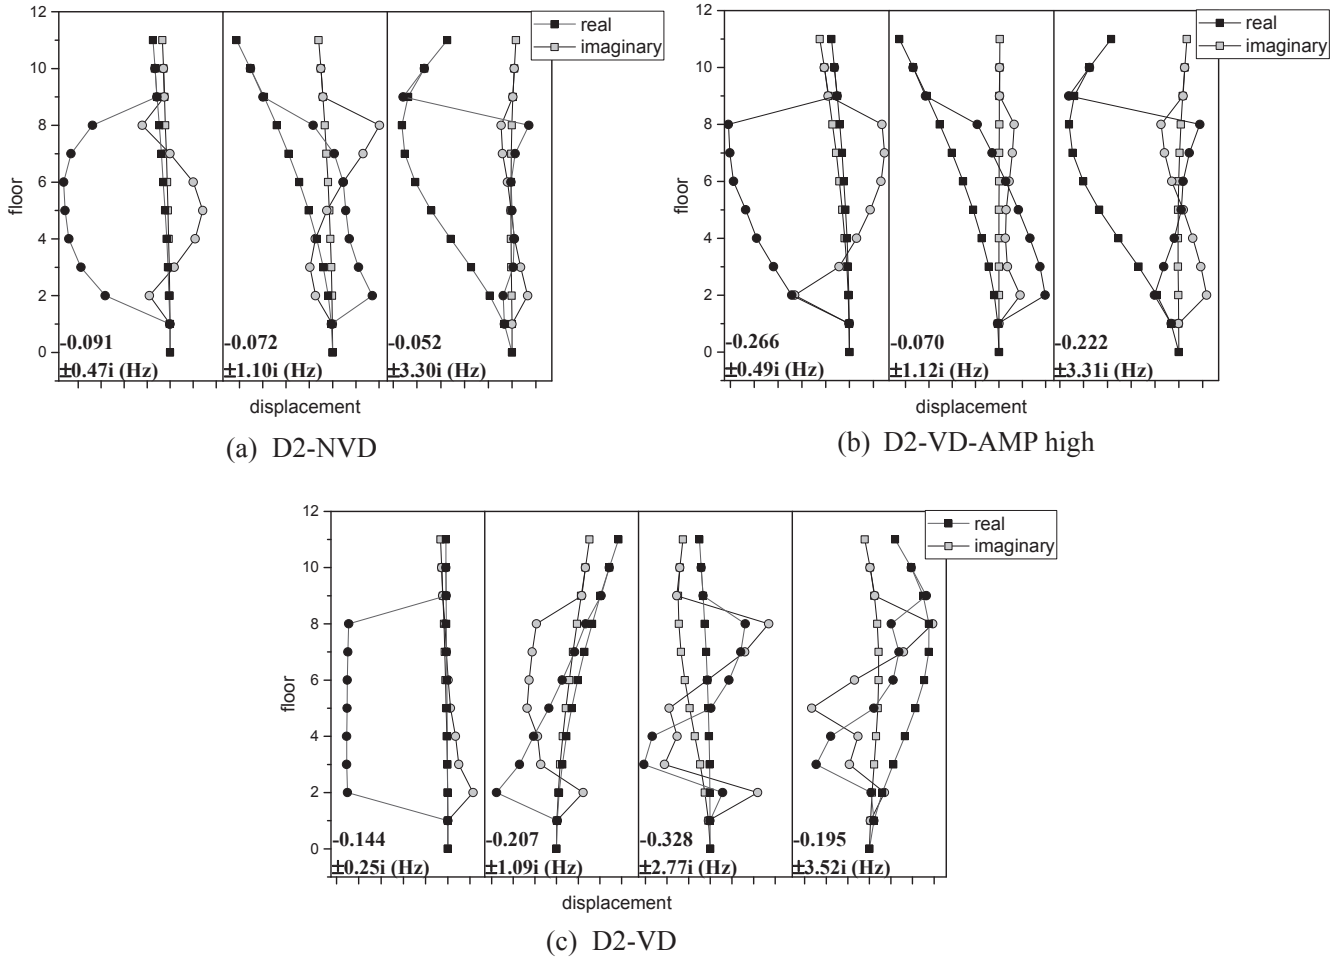 12
10
8
6
4
2
0
floor
real
imaginary
-0.091
±0.47i (Hz)
-0.072
±1.10i (Hz)
-0.052
±3.30i (Hz)
displacement
(a) D2-NVD
12
10
8
6
4
2
0
floor
real
imaginary
-0.266
±0.49i (Hz)
-0.070
±1.12i (Hz)
-0.222
±3.31i (Hz)
displacement
(b) D2-VD-AMP high
12
10
8
6
4
2
0
floor
real
imaginary
-0.144
±0.25i (Hz)
-0.207
±1.09i (Hz)
-0.328
±2.77i (Hz)
-0.195
±3.52i (Hz)
displacement
(c) D2-VD